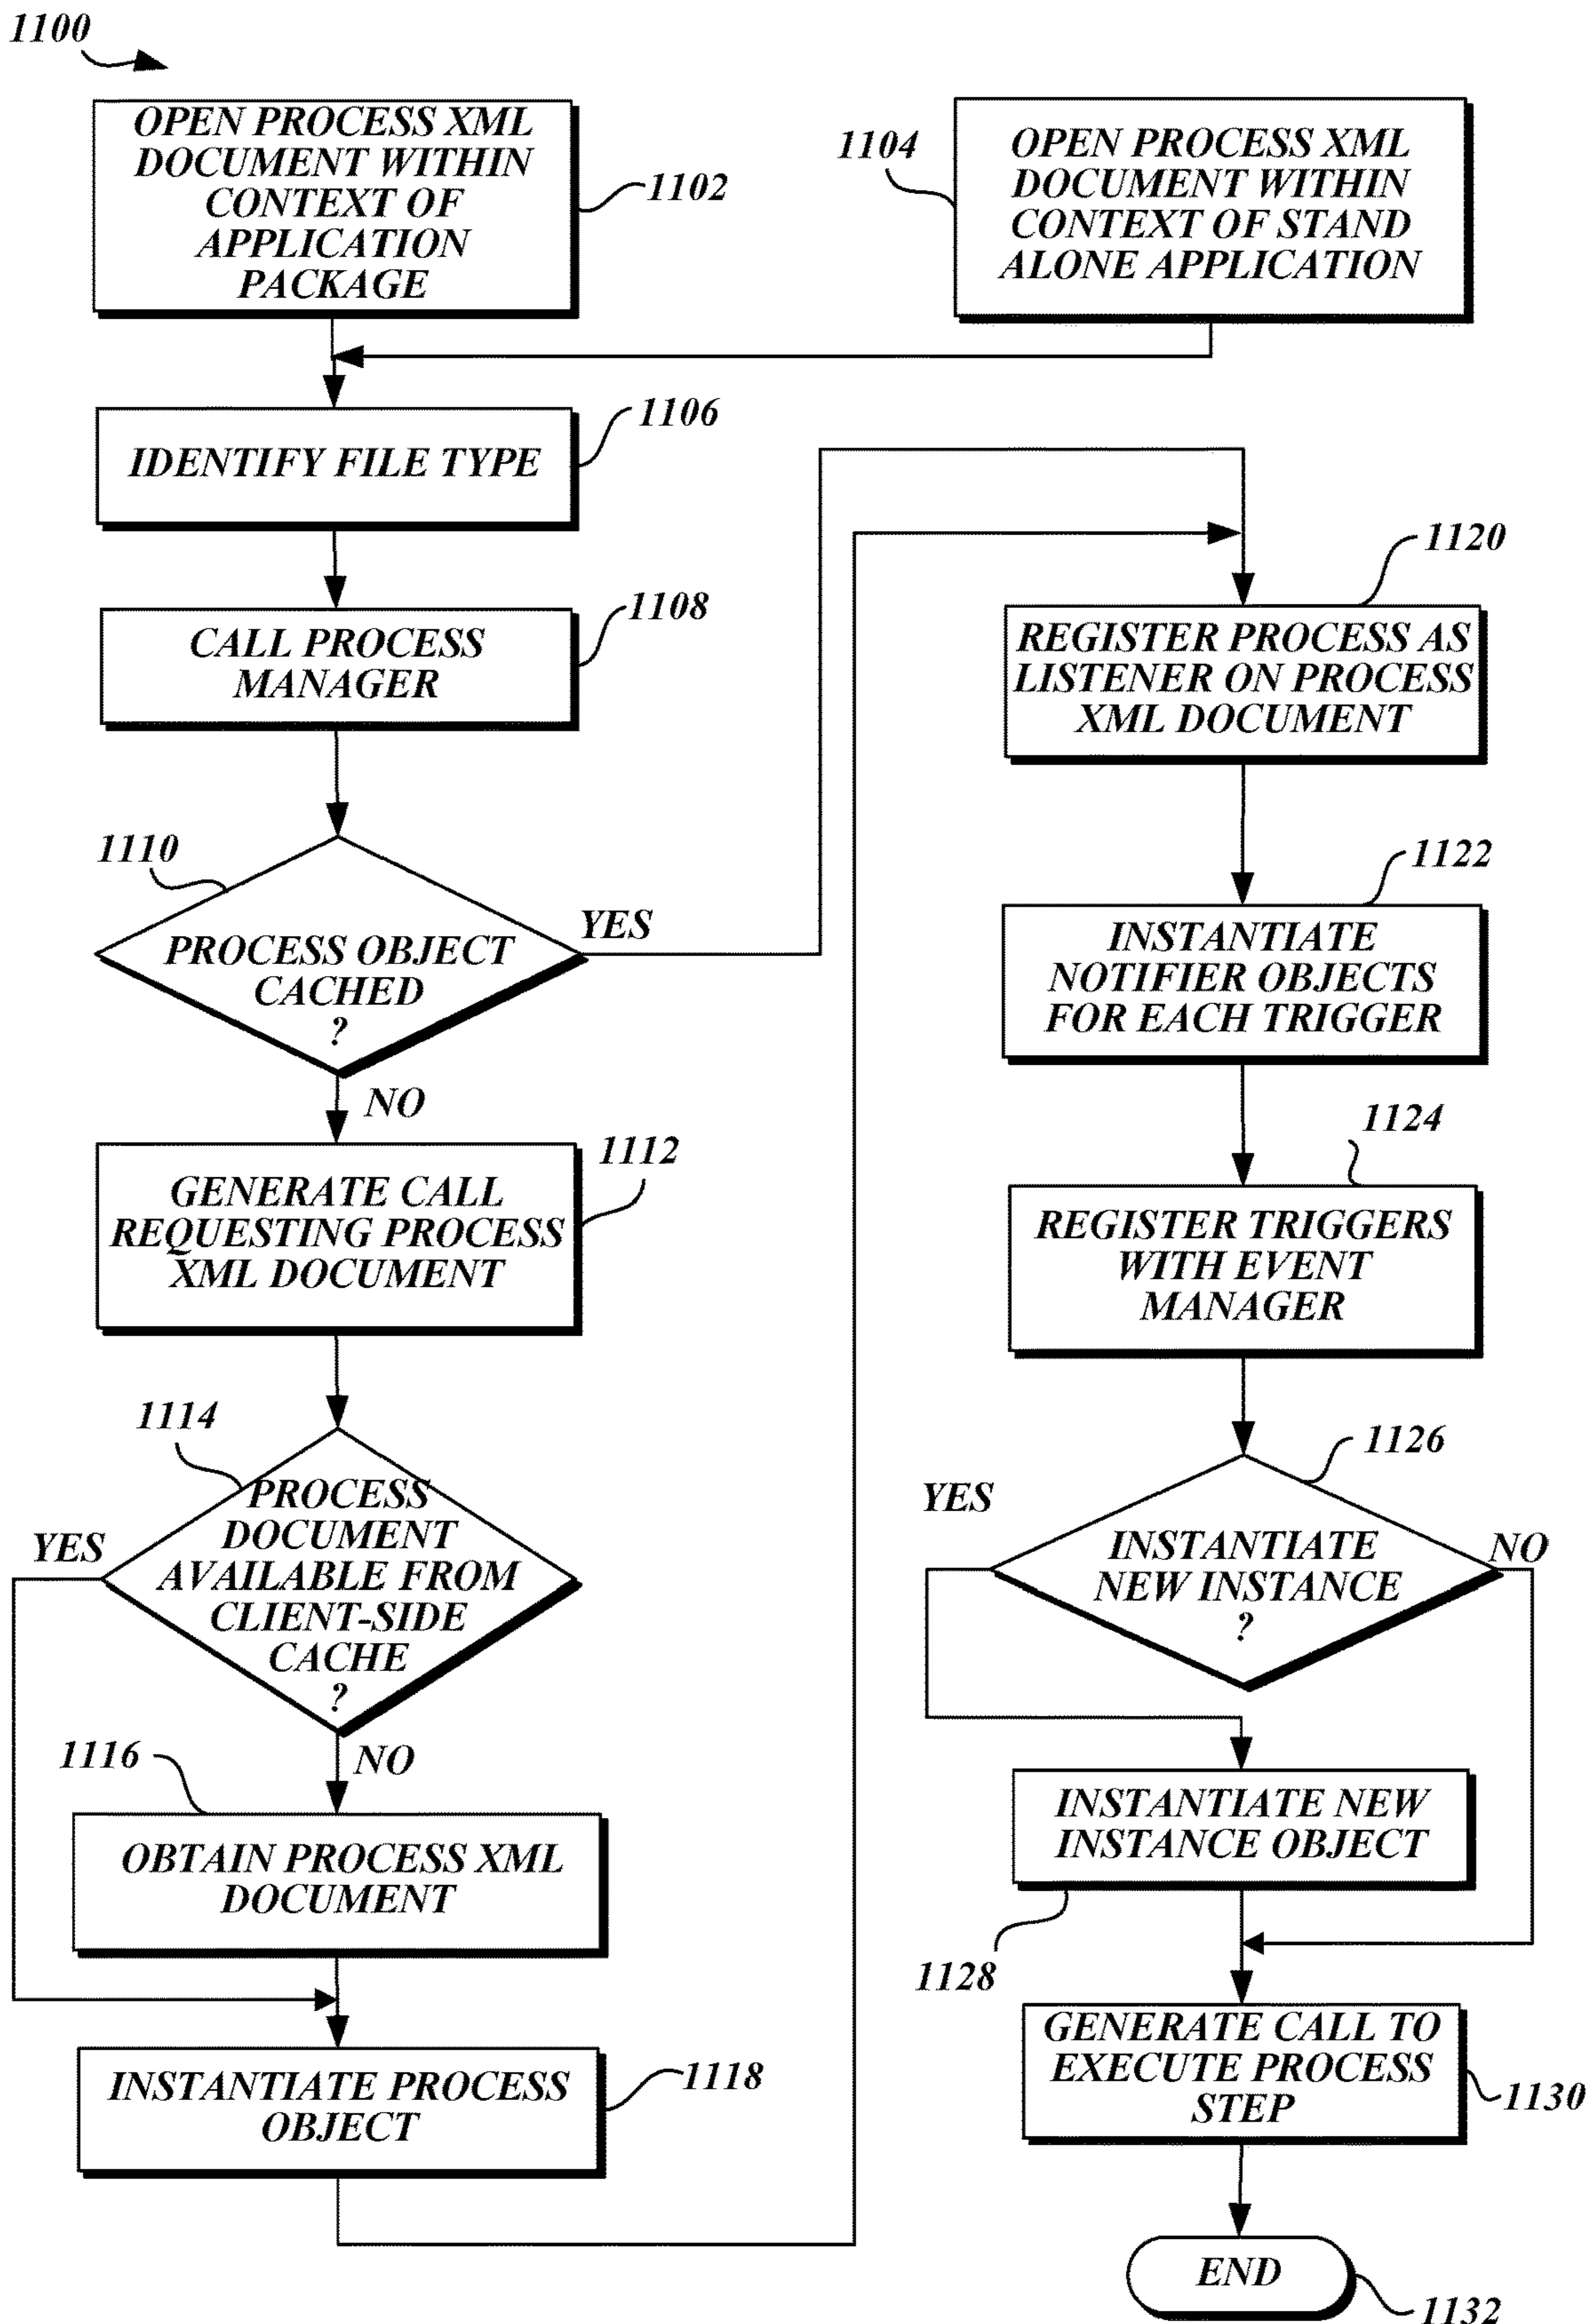 1100
OPEN PROCESS XML
DOCUMENT WITHIN
CONTEXT OF
APPLICATION
PACKAGE
1102
1104
OPEN PROCESS XML
DOCUMENT WITHIN
CONTEXT OF STAND
ALONE APPLICATION
IDENTIFY FILE TYPE
1106
CALL PROCESS
MANAGER
1108
1110
PROCESS OBJECT
CACHED
?
YES
NO
GENERATE CALL
REQUESTING PROCESS
XML DOCUMENT
1112
1114
PROCESS
DOCUMENT
AVAILABLE FROM
CLIENT-SIDE
CACHE
?
YES
NO
1116
OBTAIN PROCESS XML
DOCUMENT
INSTANTIATE PROCESS
OBJECT
1118
1120
REGISTER PROCESS AS
LISTENER ON PROCESS
XML DOCUMENT
1122
INSTANTIATE
NOTIFIER OBJECTS
FOR EACH TRIGGER
1124
REGISTER TRIGGERS
WITH EVENT
MANAGER
1126
YES
INSTANTIATE
NEW INSTANCE
?
NO
INSTANTIATE NEW
INSTANCE OBJECT
1128
GENERATE CALL TO
EXECUTE PROCESS
STEP
1130
END
1132